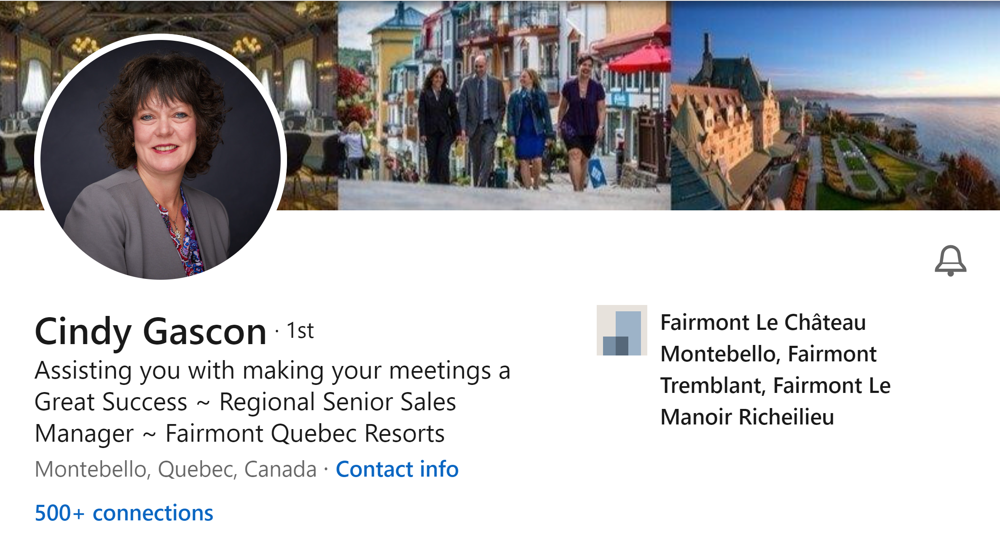 Cindy Gascon · 1st
Assisting you with making your meetings a
Great Success ~ Regional Senior Sales
Manager ~ Fairmont Quebec Resorts
Montebello, Quebec, Canada · Contact info
500+ connections
Fairmont Le Château
Montebello, Fairmont
Tremblant, Fairmont Le
Manoir Richeilieu